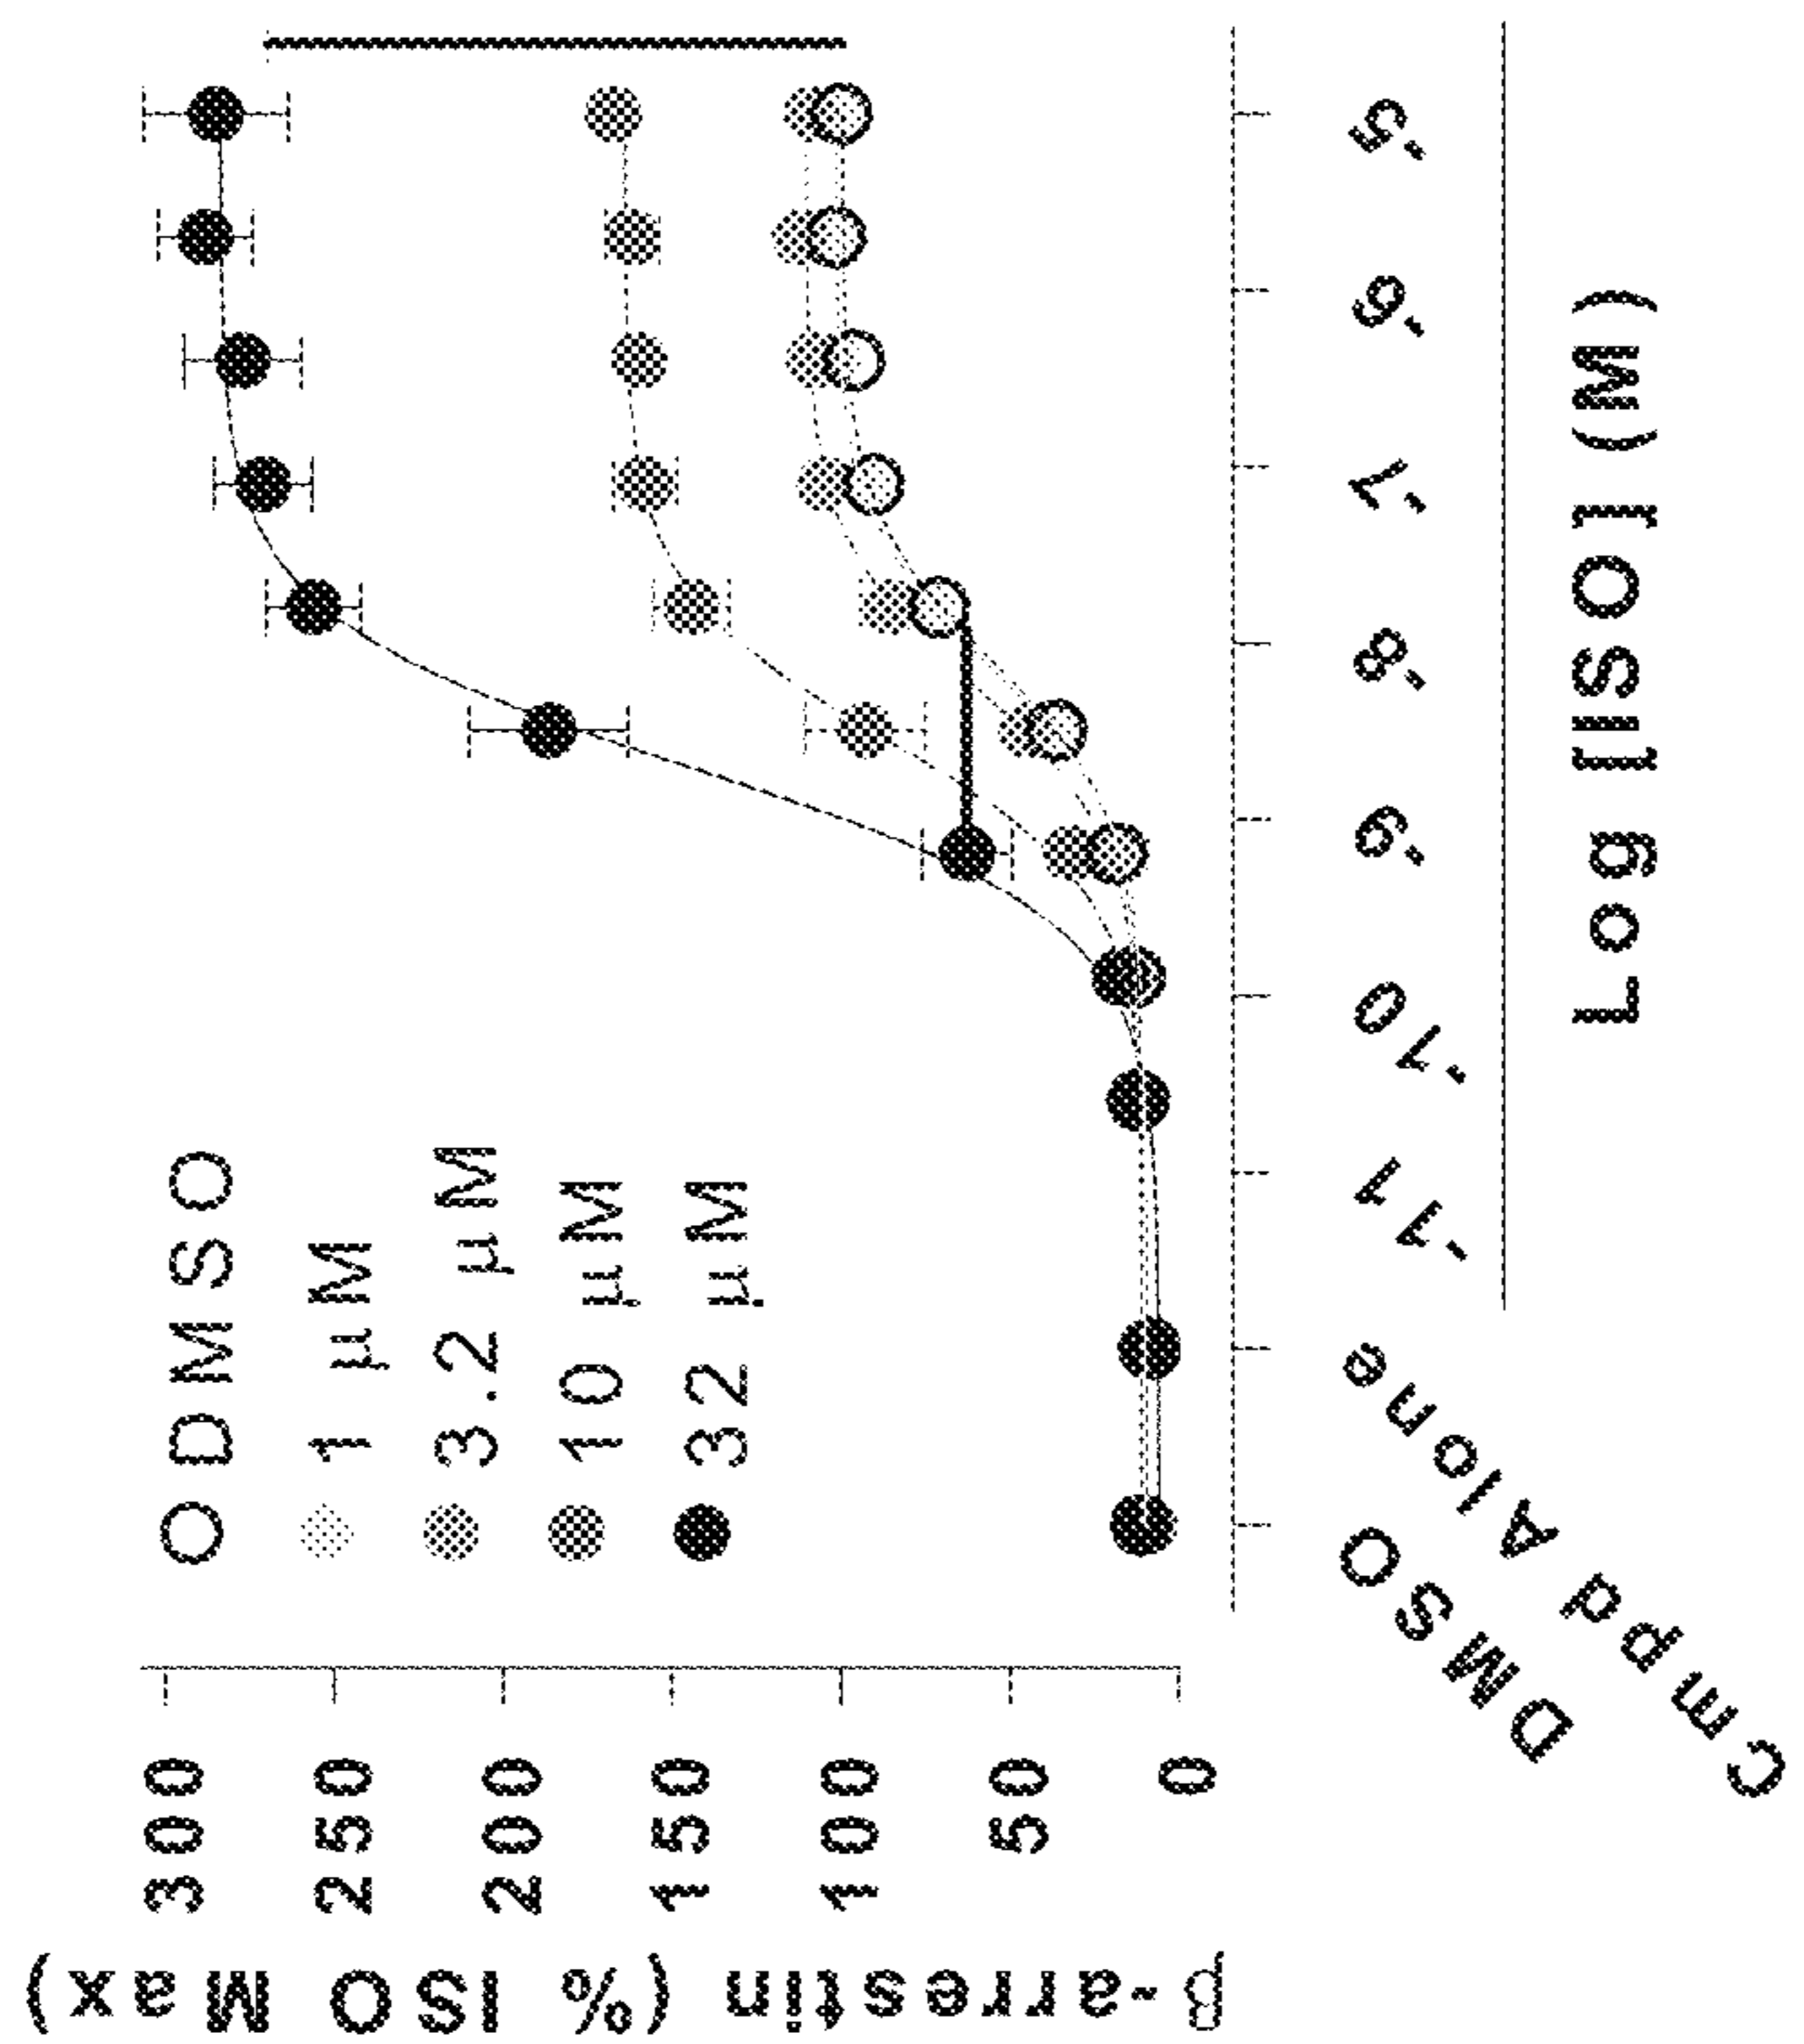 β-arrestin (% ISO Max)
300
250
200
150
100
50
0
DMSO
1 μM
3.2 μM
10 μM
32 μM
DMSO
Cmpd Alone
-11
-10
-9
-8
-7
-6
-5
Log [ISO] (M)